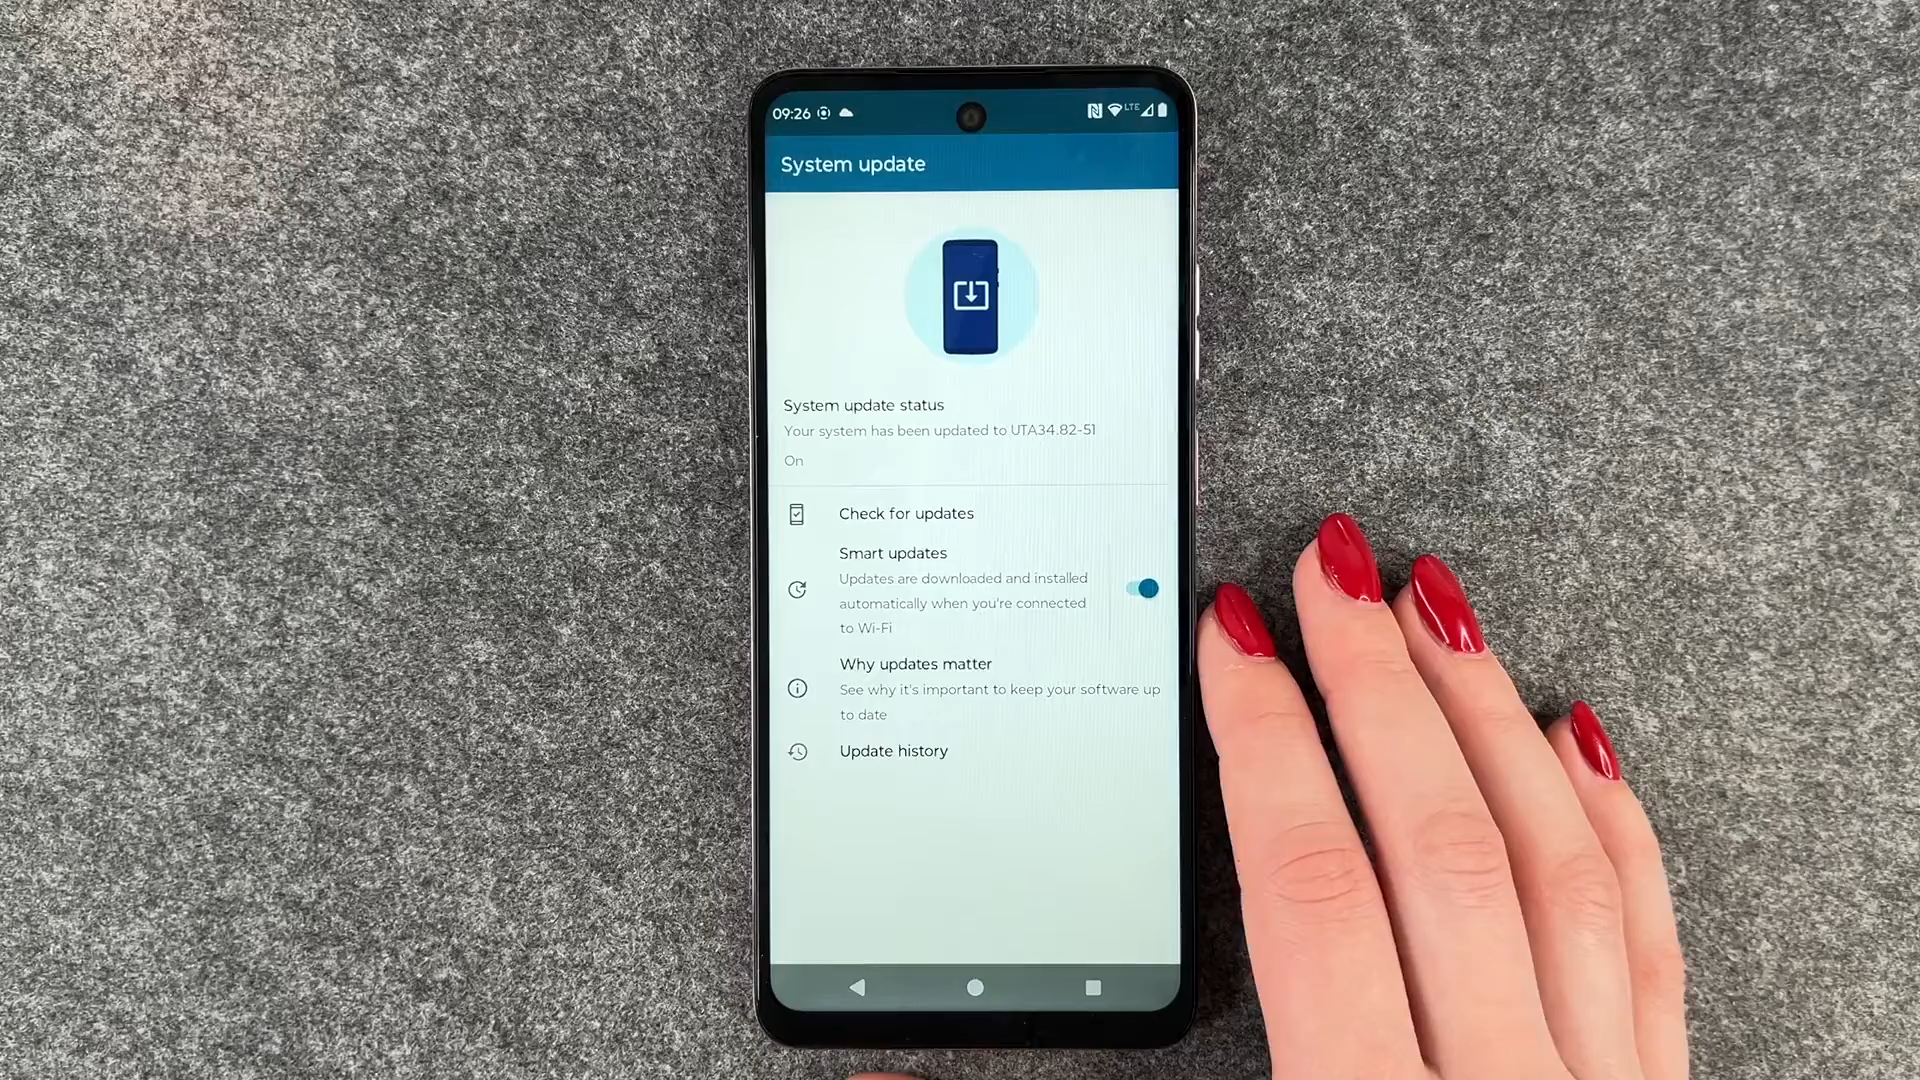 09:26
LTE
System update
System update status
Your system has been updated to UTA34.82-51
On
Check for updates
Smart updates
Updates are downloaded and installed
automatically when you're connected
to Wi-Fi
Why updates matter
See why it's important to keep your software up
to date
Update history